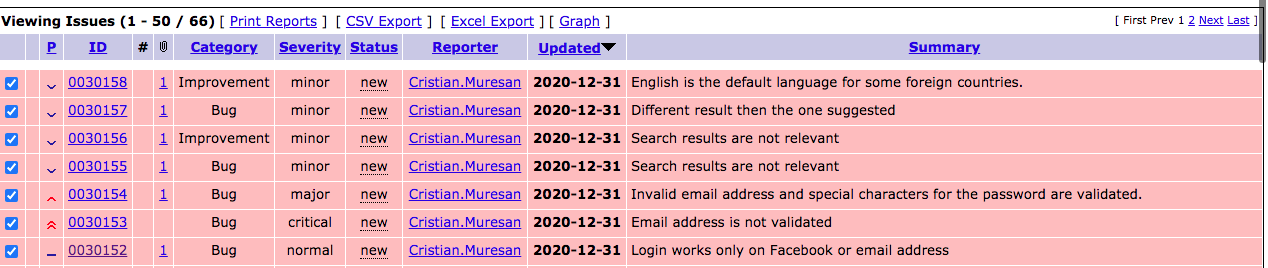 Viewing Issues (1 - 50 / 66) [ Print Reports ] [ CSV Export ] [ Excel Export ] [ Graph ] [ First Prev 1 2 Next Last ]
P ID # Category Severity Status Reporter Updated Summary
0030158 1 Improvement minor new Cristian.Muresan 2020-12-31 English is the default language for some foreign countries.
0030157 1 Bug minor new Cristian.Muresan 2020-12-31 Different result then the one suggested
0030156 1 Improvement minor new Cristian.Muresan 2020-12-31 Search results are not relevant
0030155 1 Bug minor new Cristian.Muresan 2020-12-31 Search results are not relevant
0030154 1 Bug major new Cristian.Muresan 2020-12-31 Invalid email address and special characters for the password are validated.
0030153 Bug critical new Cristian.Muresan 2020-12-31 Email address is not validated
0030152 1 Bug normal new Cristian.Muresan 2020-12-31 Login works only on Facebook or email address